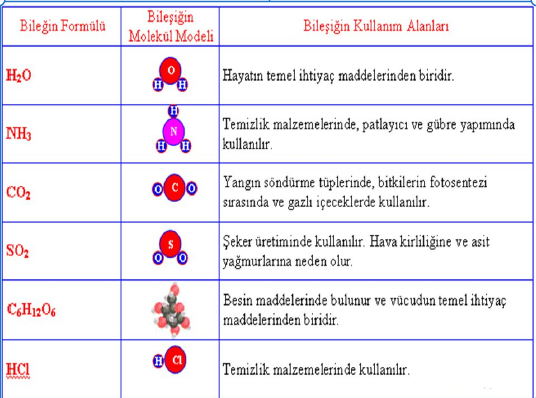 Bileğin Formülü
Bileşiğin
Molekül Modeli
Bileşiğin Kullanım Alanları
H₂O
O
H H
Hayatın temel ihtiyaç maddelerinden biridir.
NH₃
H
N
H H
Temizlik malzemelerinde, patlayıcı ve gübre yapımında
kullanılır.
CO₂
O C O
Yangın söndürme tüplerinde, bitkilerin fotosentezi
sırasında ve gazlı içeceklerde kullanılır.
SO₂
S
O O
Şeker üretiminde kullanılır. Hava kirliliğine ve asit
yağmurlarına neden olur.
C₆H₁₂O₆
Besin maddelerinde bulunur ve vücudun temel ihtiyaç
maddelerinden biridir.
HCl
H Cl
Temizlik malzemelerinde kullanılır.